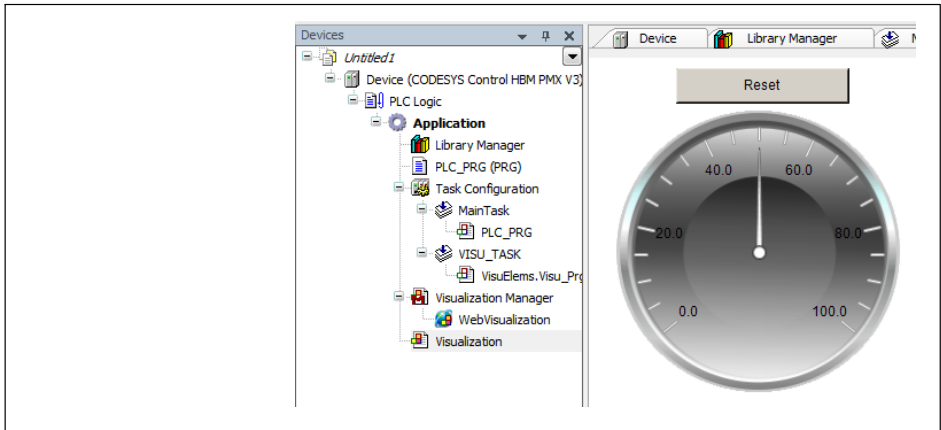 Devices
Untitled1
Device (CODESYS Control HBM PMX V3)
PLC Logic
Application
Library Manager
PLC_PRG (PRG)
Task Configuration
MainTask
PLC_PRG
VISU_TASK
VisuElems.Visu_Prg
Visualization Manager
WebVisualization
Visualization
Device
Library Manager
Reset
40.0 60.0
20.0 80.0
0.0 100.0